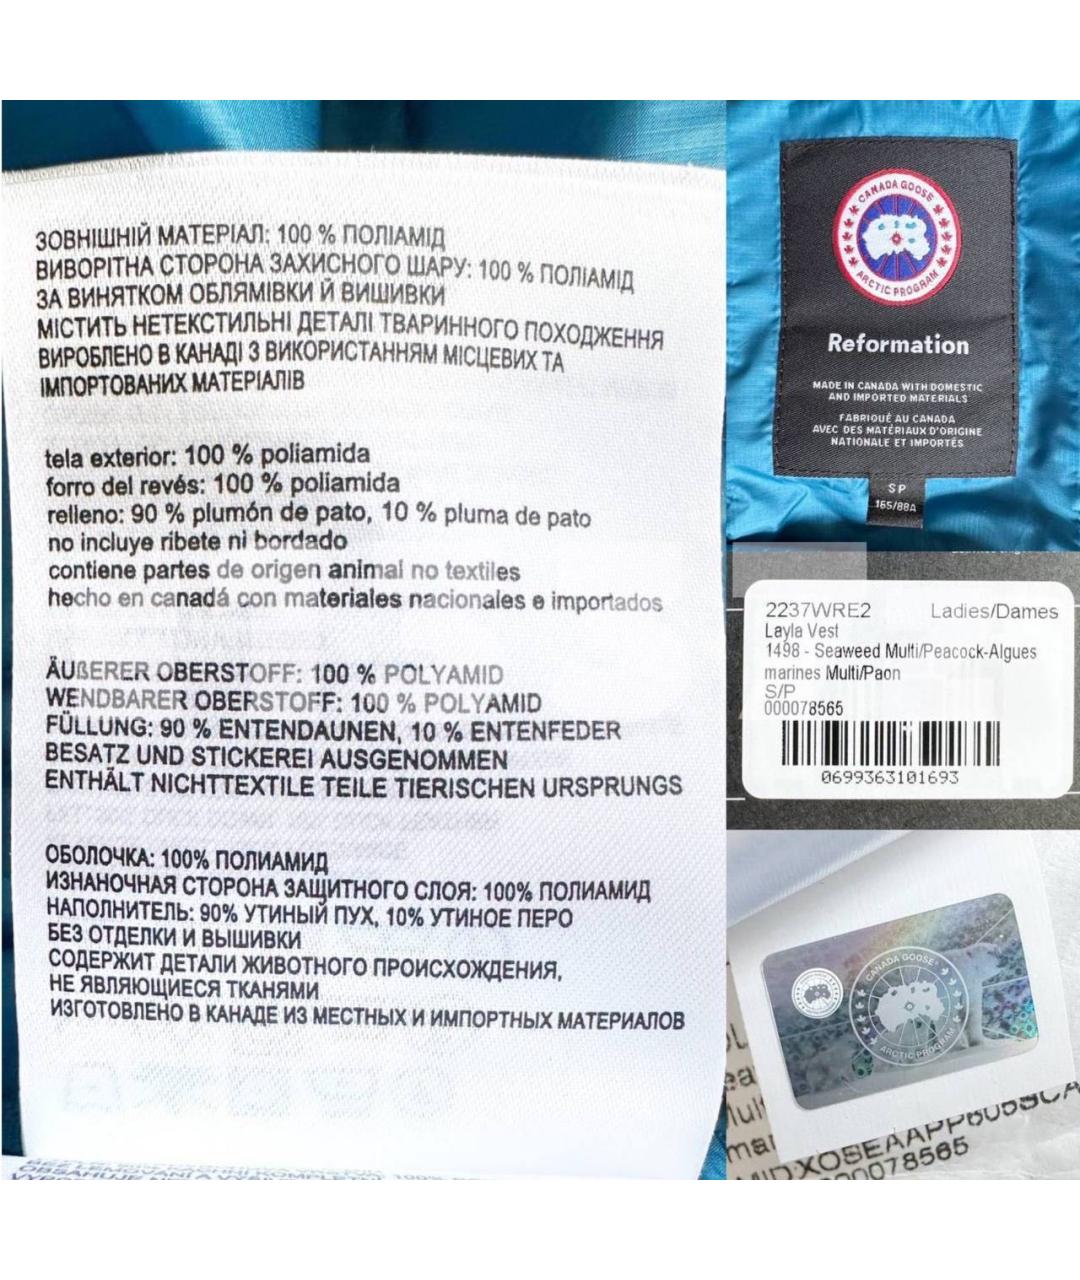 ЗОВНІШНІЙ МАТЕРІАЛ: 100 % ПОЛІАМІД
ВИВОРІТНА СТОРОНА ЗАХИСНОГО ШАРУ: 100 % ПОЛІАМІД
ЗА ВИНЯТКОМ ОБЛЯМІВКИ Й ВИШИВКИ
МІСТИТЬ НЕТЕКСТИЛЬНІ ДЕТАЛІ ТВАРИННОГО ПОХОДЖЕННЯ
ВИРОБЛЕНО В КАНАДІ З ВИКОРИСТАННЯМ МІСЦЕВИХ ТА
ІМПОРТОВАНИХ МАТЕРІАЛІВ
tela exterior: 100 % poliamida
forro del revés: 100 % poliamida
relleno: 90 % plumón de pato, 10 % pluma de pato
no incluye ribete ni bordado
contiene partes de origen animal no textiles
hecho en canadá con materiales nacionales e importados
ÄUßERER OBERSTOFF: 100 % POLYAMID
WENDBARER OBERSTOFF: 100 % POLYAMID
FÜLLUNG: 90 % ENTENDAUNEN, 10 % ENTENFEDER
BESATZ UND STICKEREI AUSGENOMMEN
ENTHÄLT NICHTTEXTILE TEILE TIERISCHEN URSPRUNGS
ОБОЛОЧКА: 100% ПОЛИАМИД
ИЗНАНОЧНАЯ СТОРОНА ЗАЩИТНОГО СЛОЯ: 100% ПОЛИАМИД
НАПОЛНИТЕЛЬ: 90% УТИНЫЙ ПУХ, 10% УТИНОЕ ПЕРО
БЕЗ ОТДЕЛКИ И ВЫШИВКИ
СОДЕРЖИТ ДЕТАЛИ ЖИВОТНОГО ПРОИСХОЖДЕНИЯ,
НЕ ЯВЛЯЮЩИЕСЯ ТКАНЯМИ
ИЗГОТОВЛЕНО В КАНАДЕ ИЗ МЕСТНЫХ И ИМПОРТНЫХ МАТЕРИАЛОВ
CANADA GOOSE
ARCTIC PROGRAM
Reformation
MADE IN CANADA WITH DOMESTIC
AND IMPORTED MATERIALS
FABRIQUÉ AU CANADA
AVEC DES MATÉRIAUX D'ORIGINE
NATIONALE ET IMPORTÉS
SP
165/88A
2237WRE2 Ladies/Dames
Layla Vest
1498 - Seaweed Multi/Peacock-Algues
marines Multi/Paon
S/P
000078565
0699363101693
CANADA GOOSE
ARCTIC PROGRAM
000078565